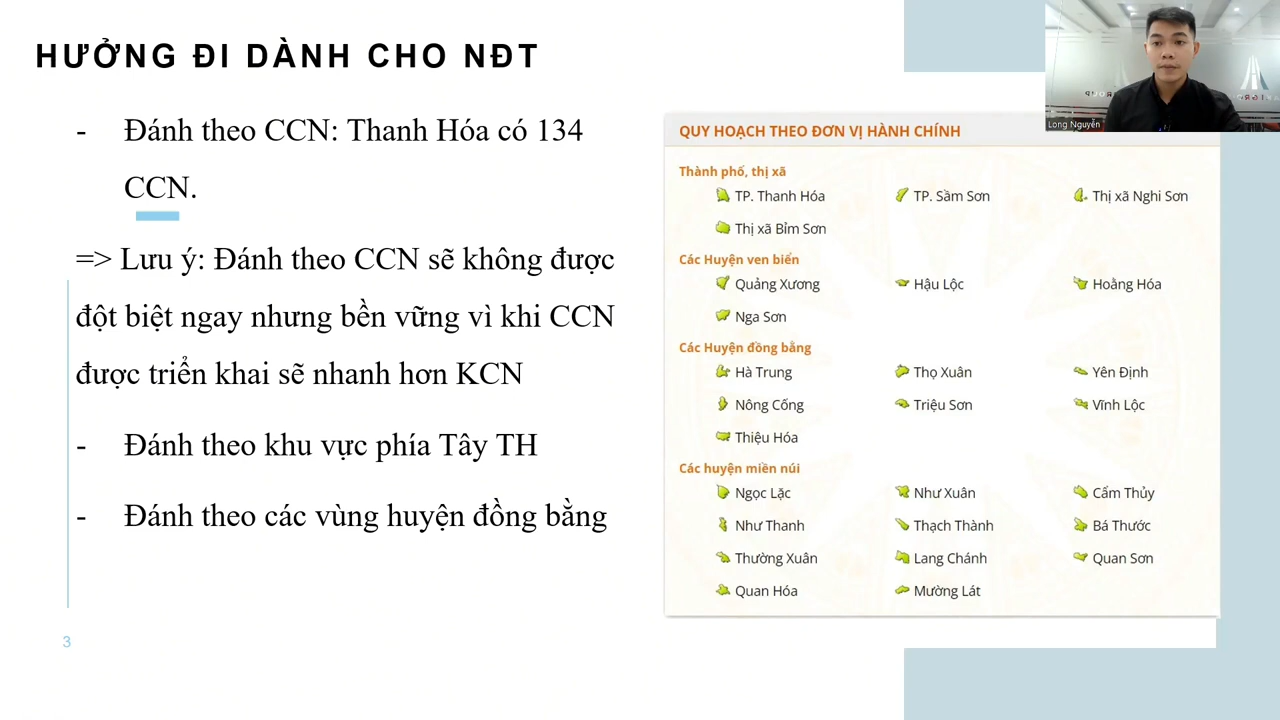 HƯỞNG ĐI DÀNH CHO NĐT
- Đánh theo CCN: Thanh Hóa có 134
CCN.
=> Lưu ý: Đánh theo CCN sẽ không được
đột biệt ngay nhưng bền vững vì khi CCN
được triển khai sẽ nhanh hơn KCN
- Đánh theo khu vực phía Tây TH
- Đánh theo các vùng huyện đồng bằng
3
Long Nguyễn
QUY HOẠCH THEO ĐƠN VỊ HÀNH CHÍNH
Thành phố, thị xã
TP. Thanh Hóa TP. Sầm Sơn Thị xã Nghi Sơn
Thị xã Bỉm Sơn
Các Huyện ven biển
Quảng Xương Hậu Lộc Hoằng Hóa
Nga Sơn
Các Huyện đồng bằng
Hà Trung Thọ Xuân Yên Định
Nông Cống Triệu Sơn Vĩnh Lộc
Thiệu Hóa
Các huyện miền núi
Ngọc Lặc Như Xuân Cẩm Thủy
Như Thanh Thạch Thành Bá Thước
Thường Xuân Lang Chánh Quan Sơn
Quan Hóa Mường Lát